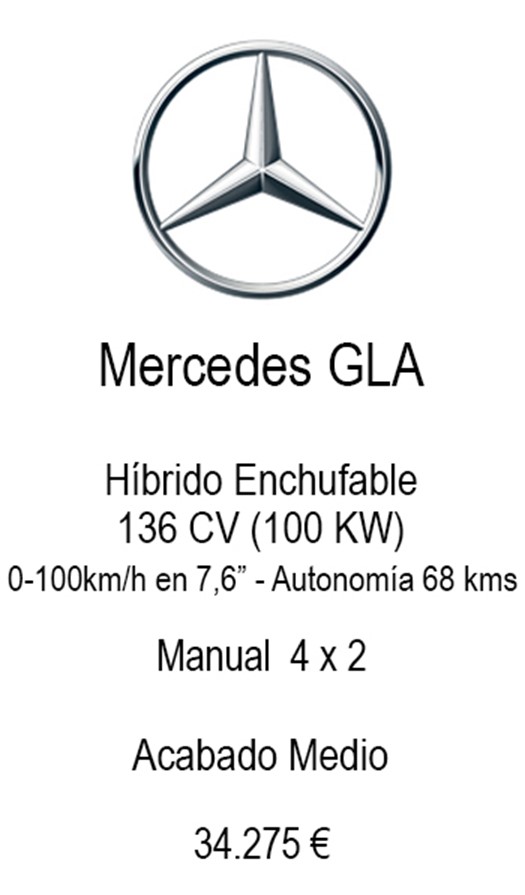 Mercedes GLA
Híbrido Enchufable
136 CV (100 KW)
0-100km/h en 7,6” - Autonomía 68 kms
Manual 4 x 2
Acabado Medio
34.275 €